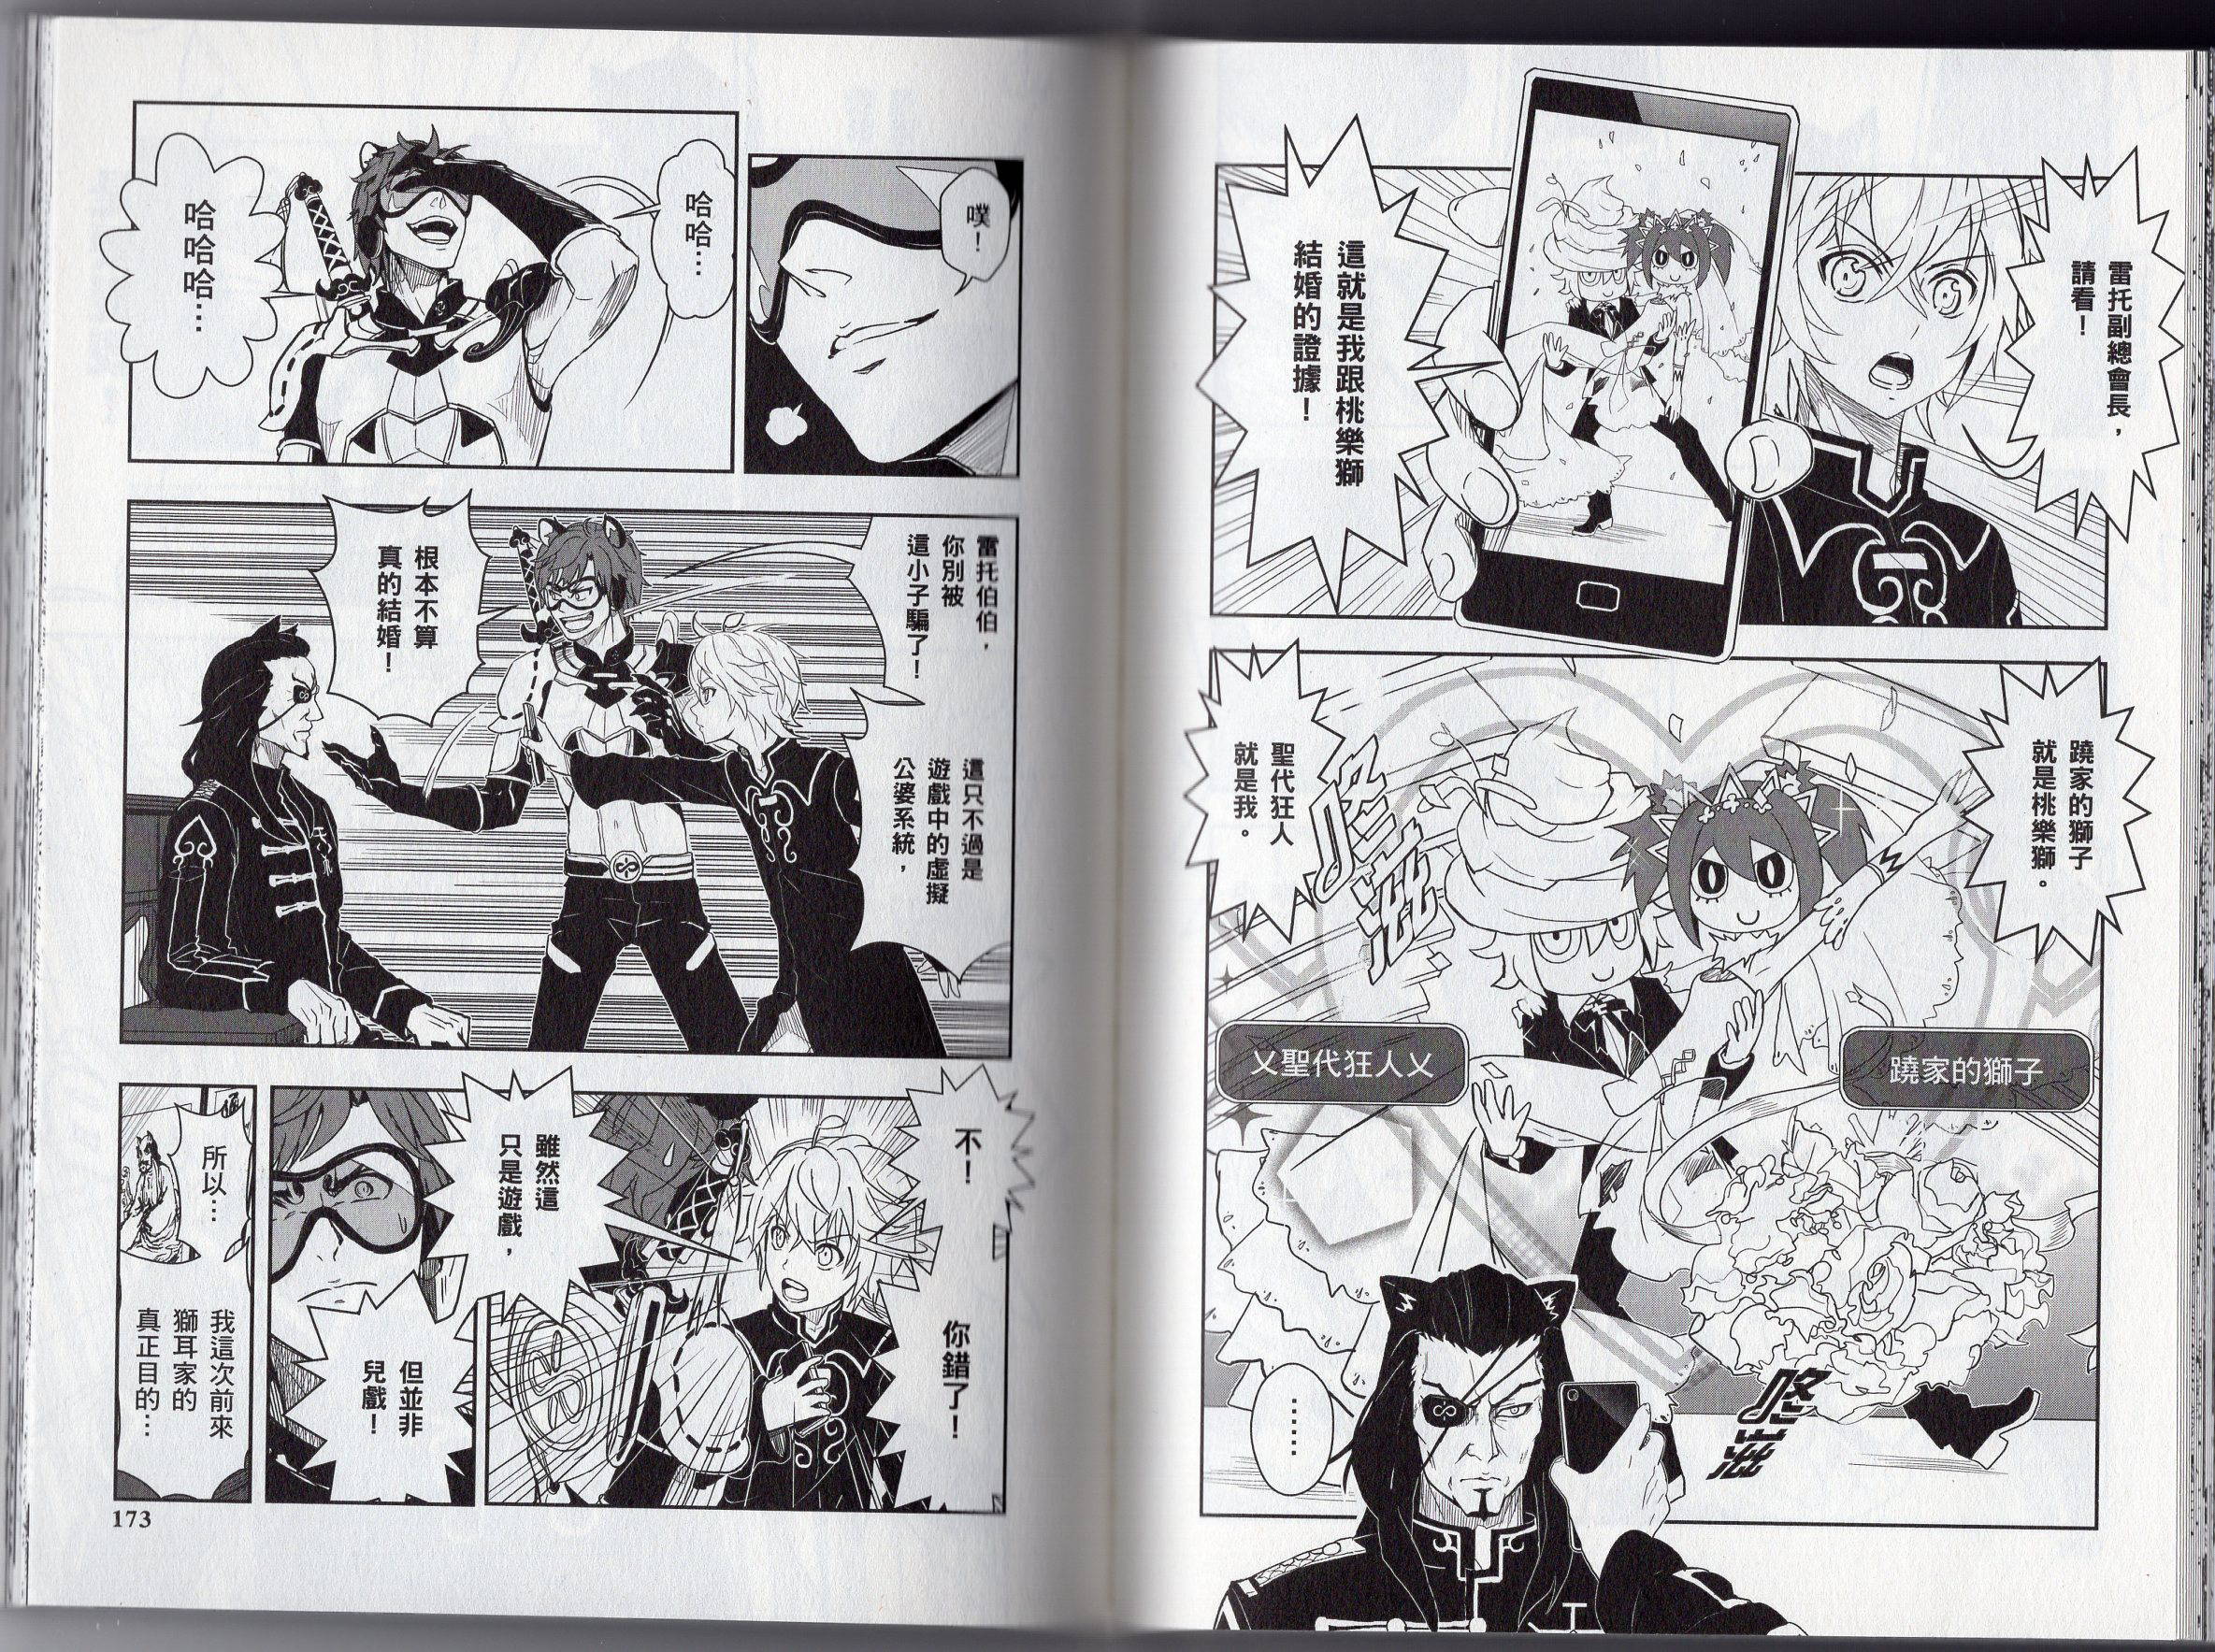 雷托副總會長，
請看！
這就是我跟桃樂獅
結婚的證據！
蹺家的獅子
就是桃樂獅。
聖代狂人
就是我。
咚
滋
蹺家的獅子
乂聖代狂人乂
咚
滋
……
噗！
哈哈…
哈哈哈…
雷托伯伯，
你別被
這小子騙了！
這只不過是
遊戲中的虛擬
公婆系統，
根本不算
真的結婚！
不！
你錯了！
雖然這
只是遊戲，
但並非
兒戲！
所以…
我這次前來
獅耳家的
真正目的…
173